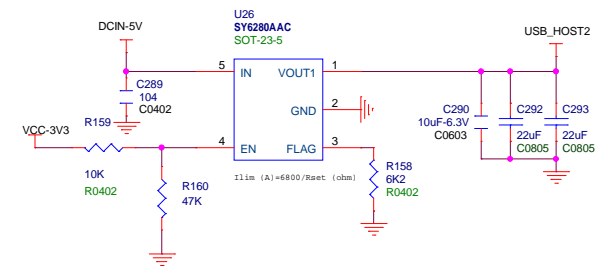 U26
SY6280AAC
SOT-23-5
DCIN-5V
USB_HOST2
5
IN
VOUT1
1
C289
104
C0402
GND
2
R159
VCC-3V3
4
EN
FLAG
3
C290
10uF-6.3V
C0603
C292
22uF
C0805
C293
22uF
C0805
10K
R0402
R160
47K
Ilim (A)=6800/Rset (ohm)
R158
6K2
R0402